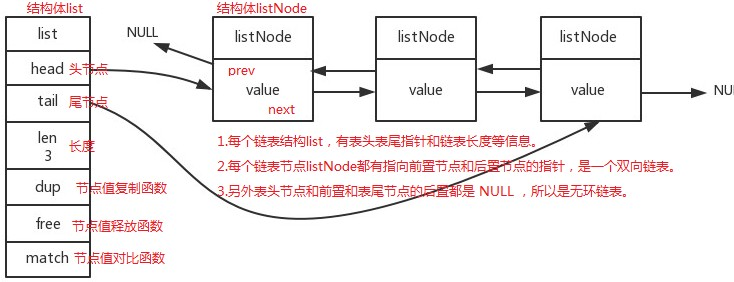 结构体list
结构体listNode
list
head 头节点
tail 尾节点
len
3
长度
dup 节点值复制函数
free 节点值释放函数
match 节点值对比函数
NULL
listNode
listNode
listNode
prev
value
next
value
value
NU
1.每个链表结构list，有表头表尾指针和链表长度等信息。
2.每个链表节点listNode都有指向前置节点和后置节点的指针，是一个双向链表。
3.另外表头节点和前置和表尾节点的后置都是 NULL ，所以是无环链表。